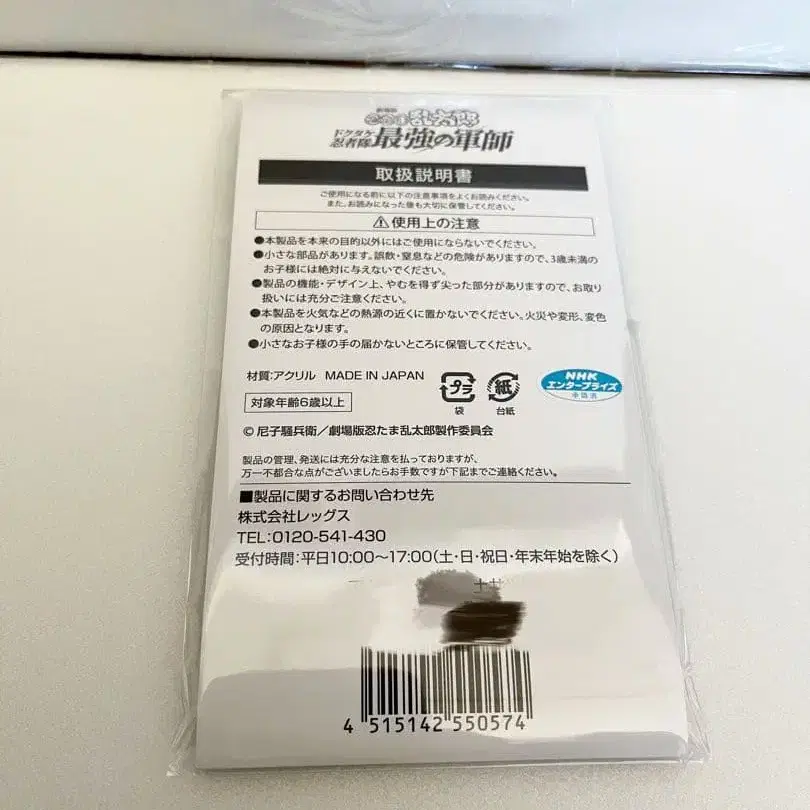 劇場版
忍たま乱太郎
ドクタケ
忍者隊 最強の軍師
取扱説明書
ご使用になる前に以下の注意事項をよくお読みください。
また、お読みになった後も大切に保管してください。
⚠使用上の注意
●本製品を本来の目的以外にはご使用にならないでください。
●小さな部品があります。誤飲・窒息などの危険がありますので、3歳未満の
お子様には絶対に与えないでください。
●製品の機能・デザイン上、やむを得ず尖った部分がありますので、お取り
扱いには充分ご注意ください。
●本製品を火気などの熱源の近くに置かないでください。火災や変形、変色
の原因となります。
●小さなお子様の手の届かないところに保管してください。
材質:アクリル MADE IN JAPAN
プラ
袋
紙
台紙
NHK
エンタープライズ
承認済
対象年齢6歳以上
© 尼子騒兵衛/劇場版忍たま乱太郎製作委員会
製品の管理、発送には充分な注意を払っておりますが、
万一不都合な点がございましたらお手数ですが下記までご連絡ください。
■製品に関するお問い合わせ先
株式会社レッグス
TEL:0120-541-430
受付時間:平日10:00～17:00(土・日・祝日・年末年始を除く)
4 515142 550574